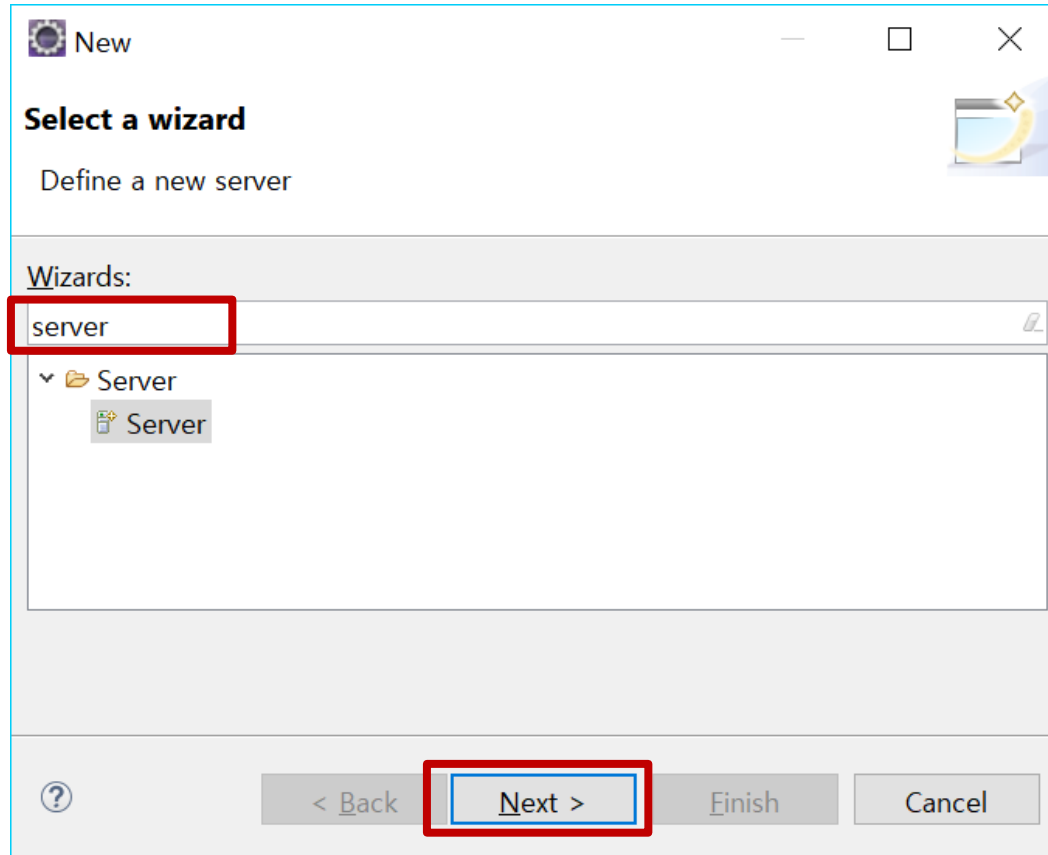 New
Select a wizard
Define a new server
Wizards:
server
Server
Server
< Back Next > Finish Cancel